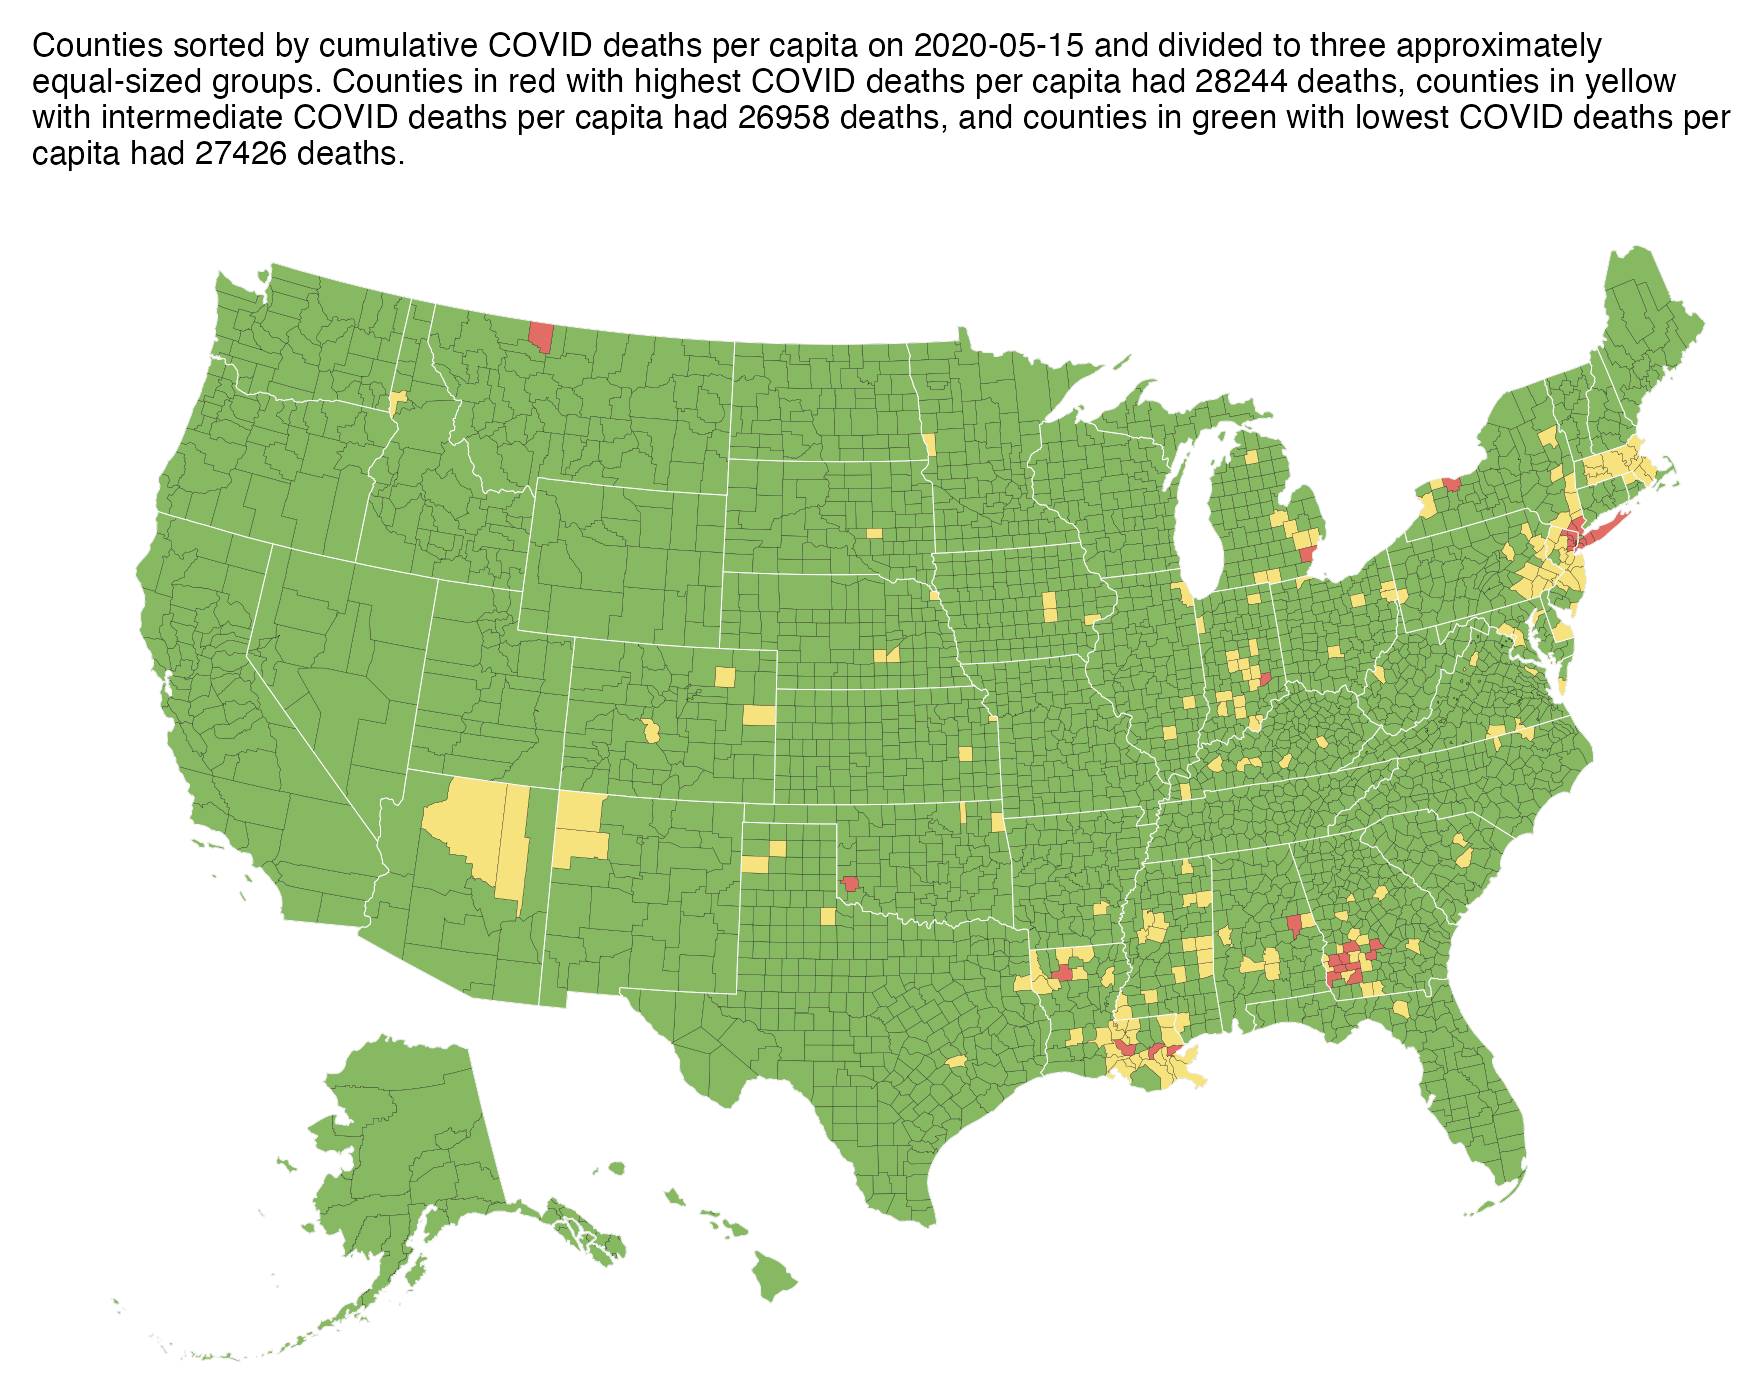 Counties sorted by cumulative COVID deaths per capita on 2020-05-15 and divided to three approximately
equal-sized groups. Counties in red with highest COVID deaths per capita had 28244 deaths, counties in yellow
with intermediate COVID deaths per capita had 26958 deaths, and counties in green with lowest COVID deaths per
capita had 27426 deaths.